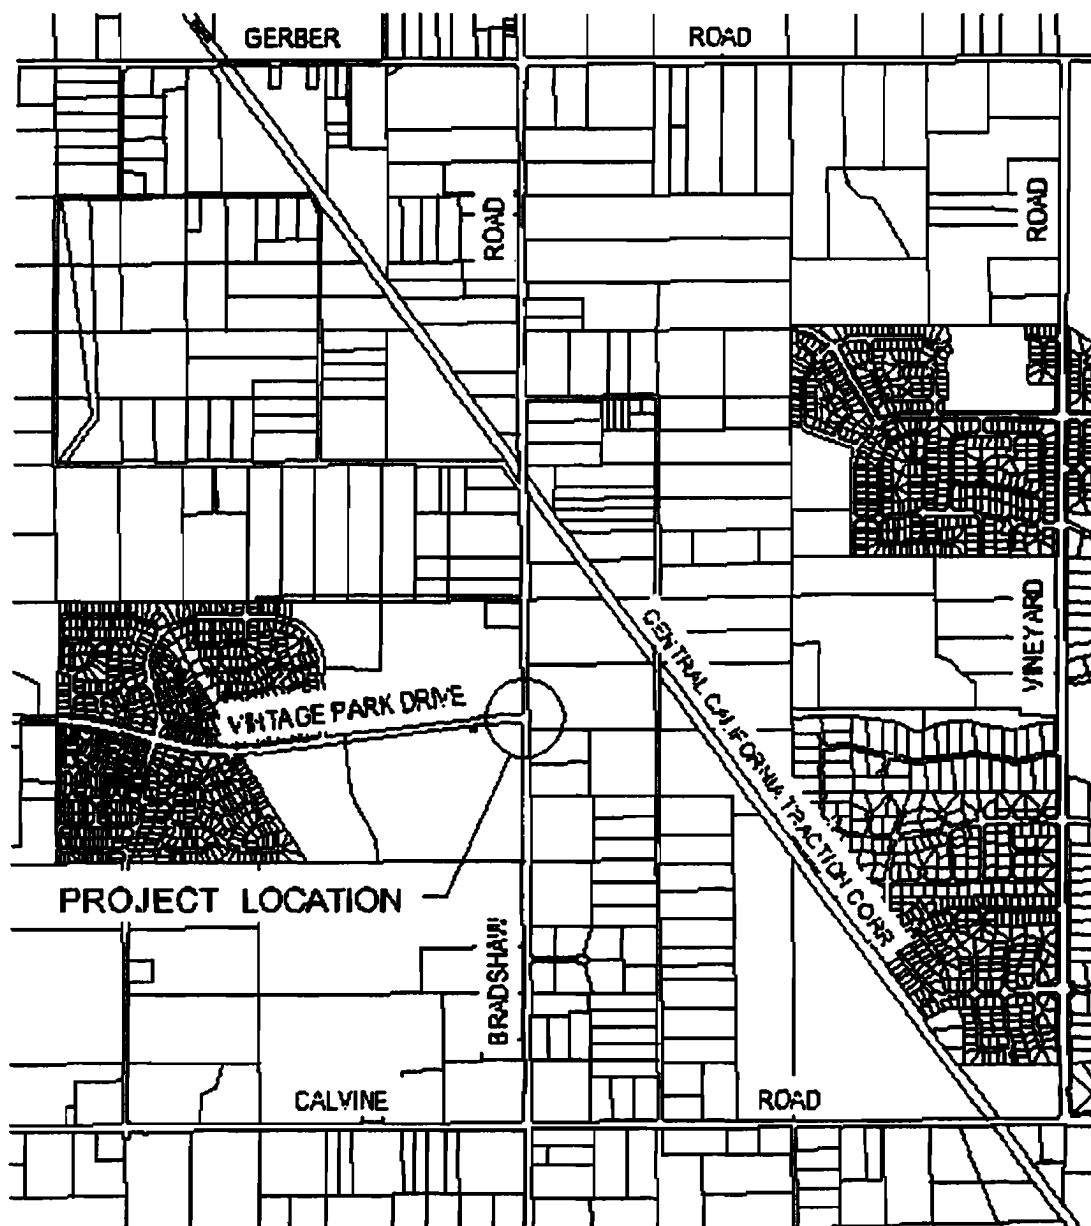 GERBER ROAD
ROAD
ROAD
VINEYARD
CENTRAL CALIFORNIA TRACTION CORR
VINTAGE PARK DRIVE
PROJECT LOCATION
BRADSHAW
CALVINE ROAD